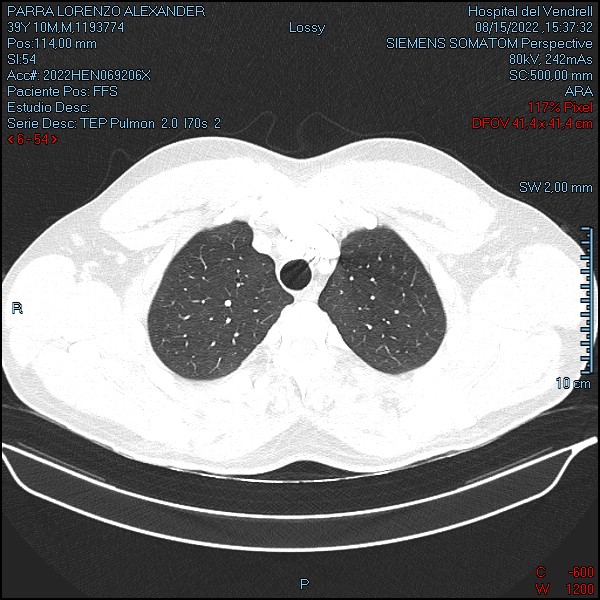 PARRA LORENZO ALEXANDER
39Y 10M,M,1193774
Pos:114,00 mm
SI:54
Acc#: 2022HEN069206X
Paciente Pos: FFS
Estudio Desc:
Serie Desc: TEP Pulmon 2.0 I70s 2
<6-54>
Lossy
Hospital del Vendrell
08/15/2022 ,15:37:32
SIEMENS SOMATOM Perspective
80kV, 242mAs
SC:500,00 mm
ARA
117% Pixel
DFOV 41,4x41,4cm
SW 2,00 mm
R
10 cm
P
C -600
W 1200